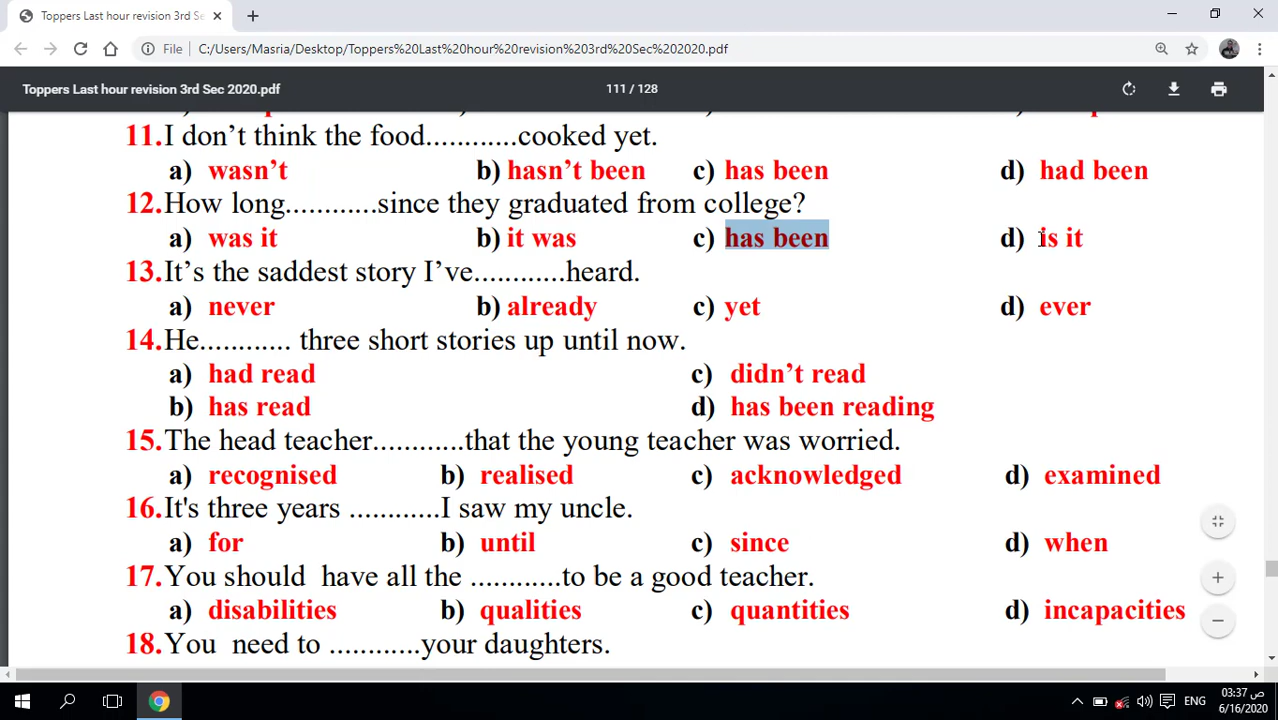 Toppers Last hour revision 3rd Se
File
C:/Users/Masria/Desktop/Toppers%20Last%20hour%20revision%203rd%20Sec%202020.pdf
Toppers Last hour revision 3rd Sec 2020.pdf
111 / 128
11. I don't think the food............cooked yet.
a) wasn't b) hasn't been c) has been d) had been
12. How long............since they graduated from college?
a) was it b) it was c) has been d) is it
13. It's the saddest story I've............heard.
a) never b) already c) yet d) ever
14. He............ three short stories up until now.
a) had read c) didn't read
b) has read d) has been reading
15. The head teacher............that the young teacher was worried.
a) recognised b) realised c) acknowledged d) examined
16. It's three years ............I saw my uncle.
a) for b) until c) since d) when
17. You should have all the ............to be a good teacher.
a) disabilities b) qualities c) quantities d) incapacities
18. You need to ............your daughters.
ENG
03:37 ص
6/16/2020